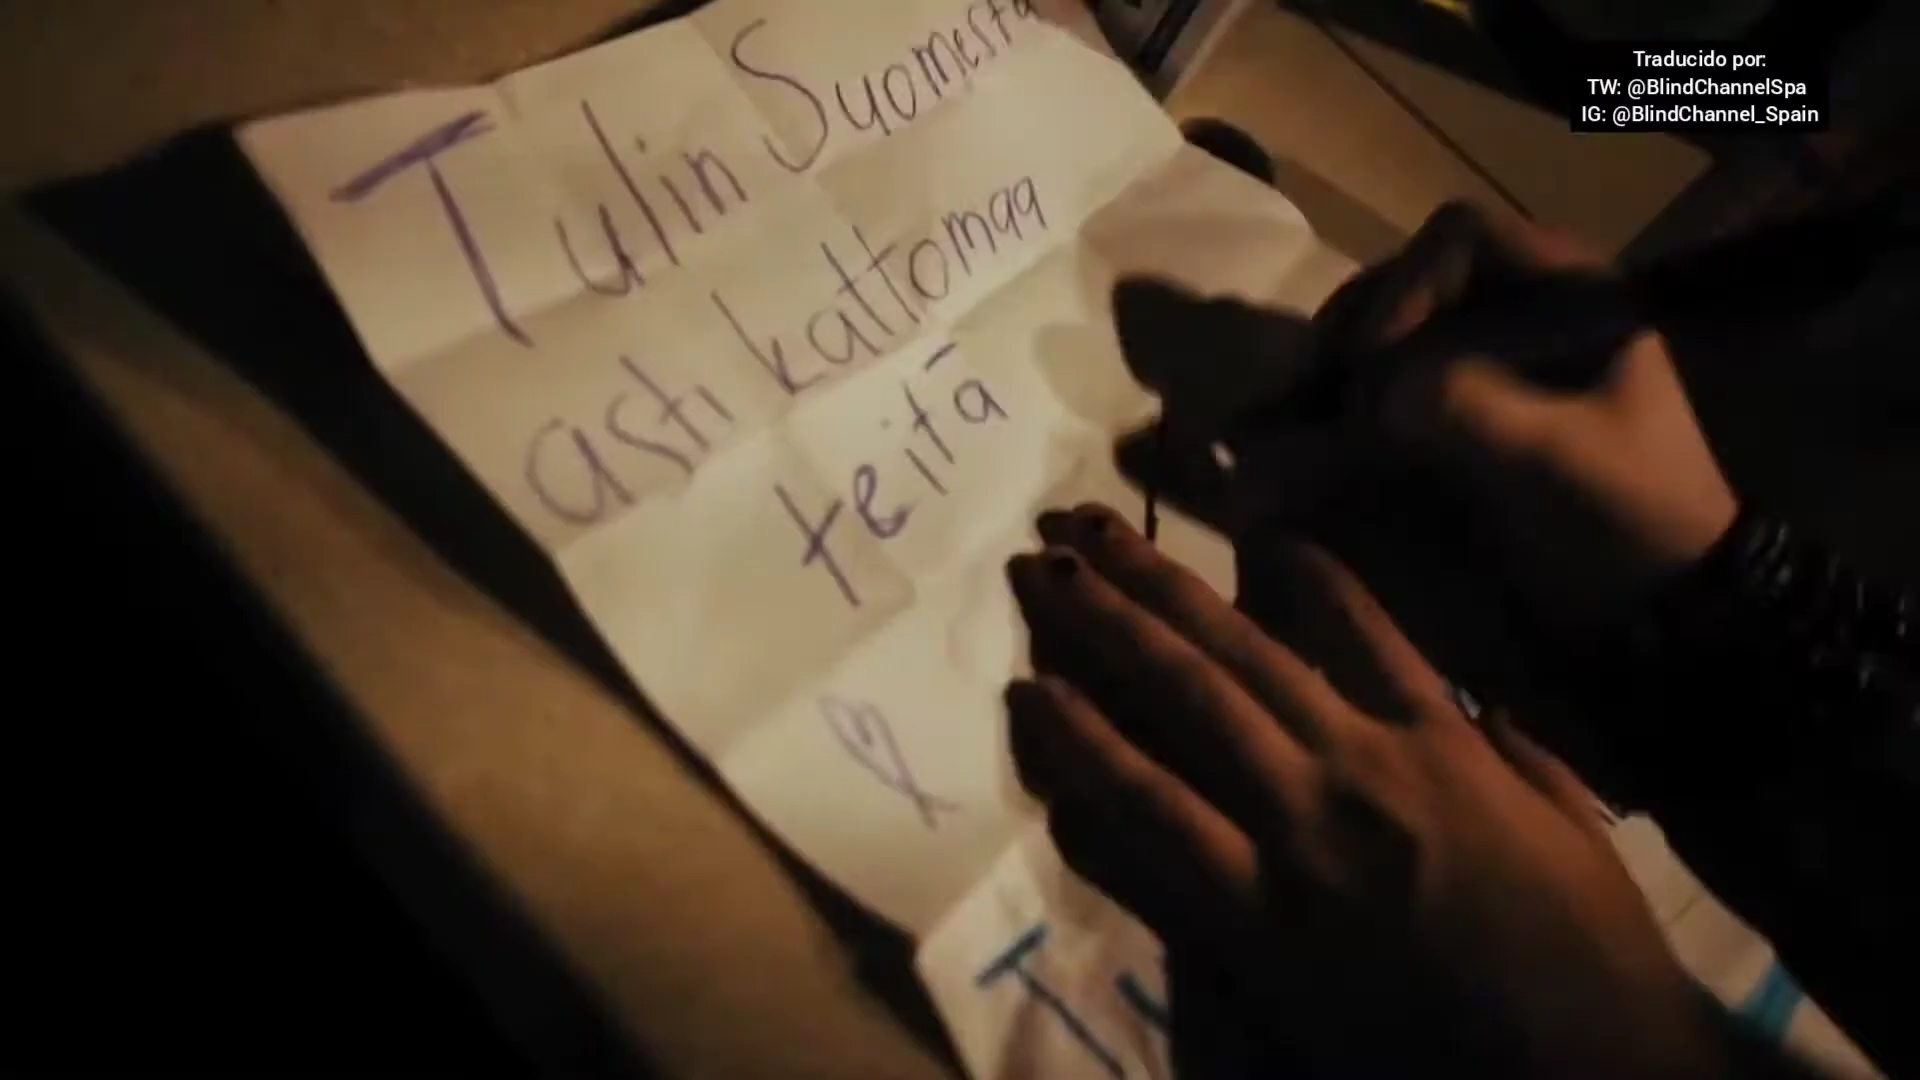 Traducido por:
TW: @BlindChannelSpa
IG: @BlindChannel_Spain
Tulin Suomesta
asti kattomaa
teitä